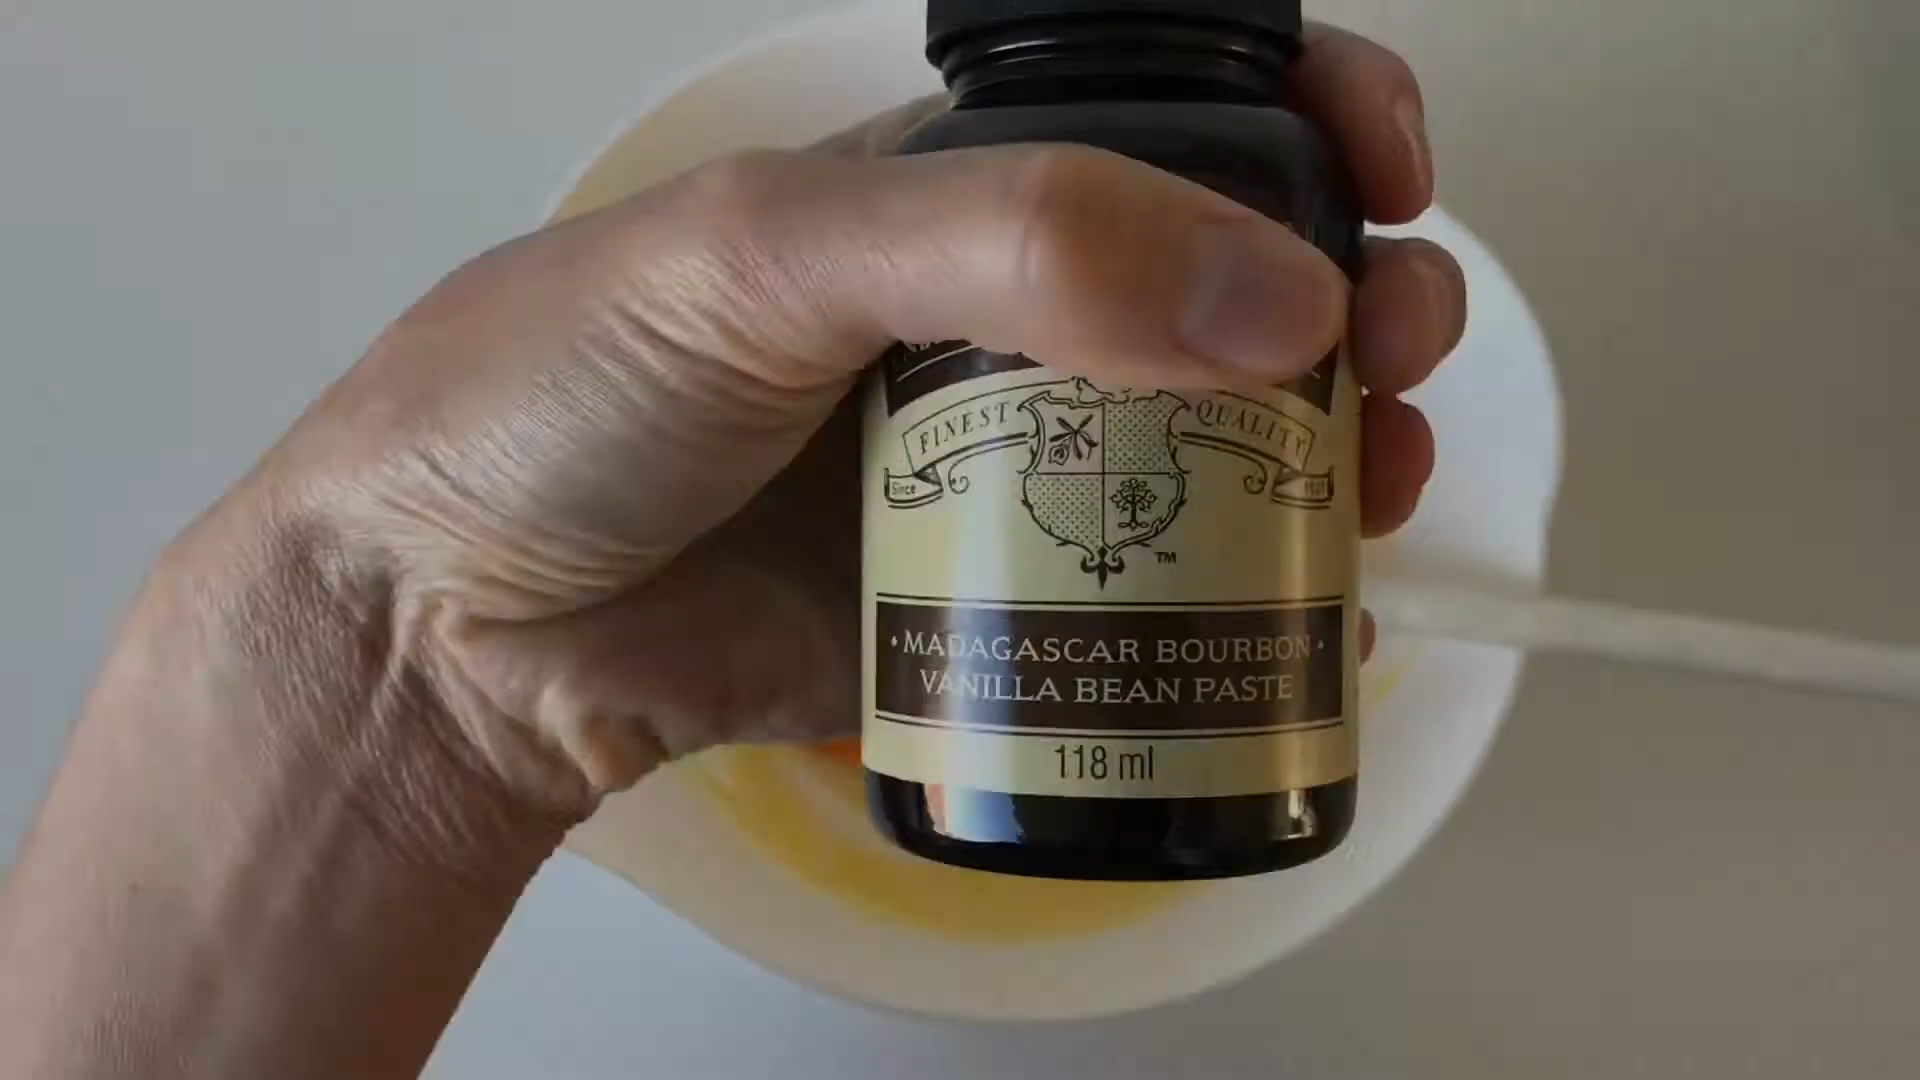 FINEST QUALITY
Since
TM
• MADAGASCAR BOURBON •
VANILLA BEAN PASTE
118 ml